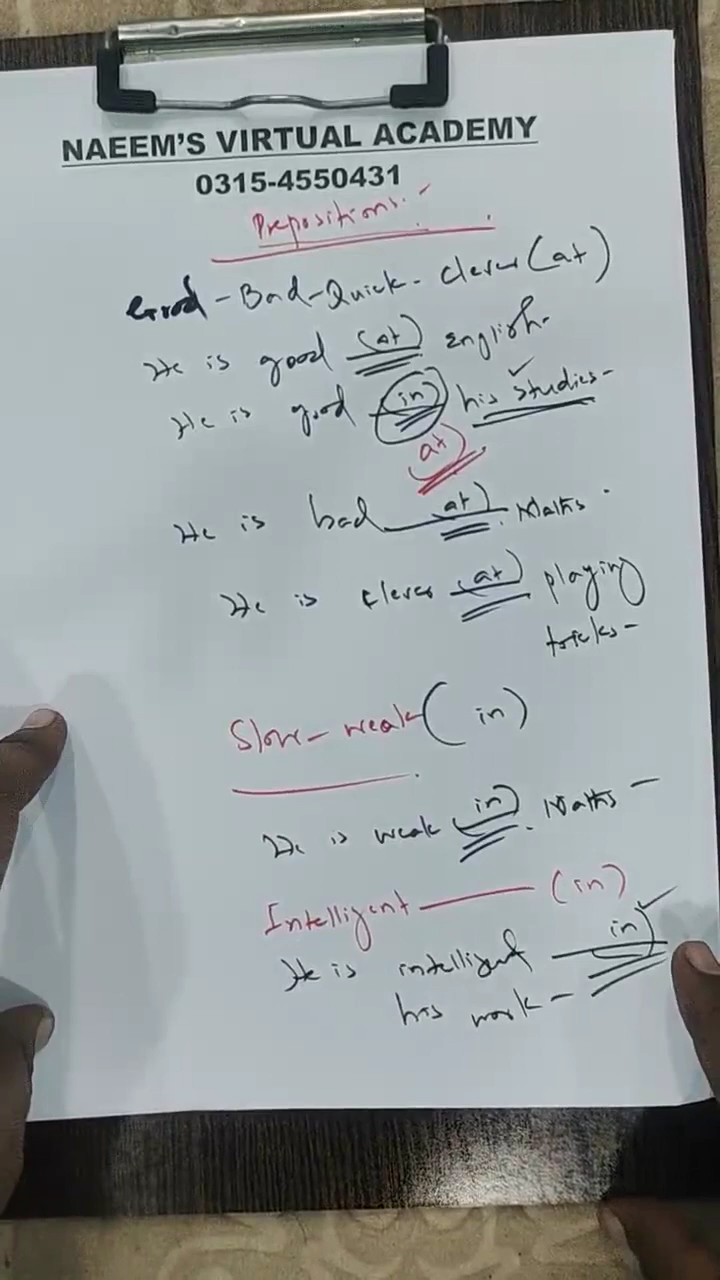 NAEEM'S VIRTUAL ACADEMY
0315-4550431
Prepositions:-
Good-Bad-Quick-Clever (at)
He is good (at) English-
He is good (in) his studies-
at)
He is bad at) Maths.
He is clever (at) playing
tricks-
Slow-weak (in)
He is weak in) Maths-
Intelligent (in)
He is intelligent in)
his work-